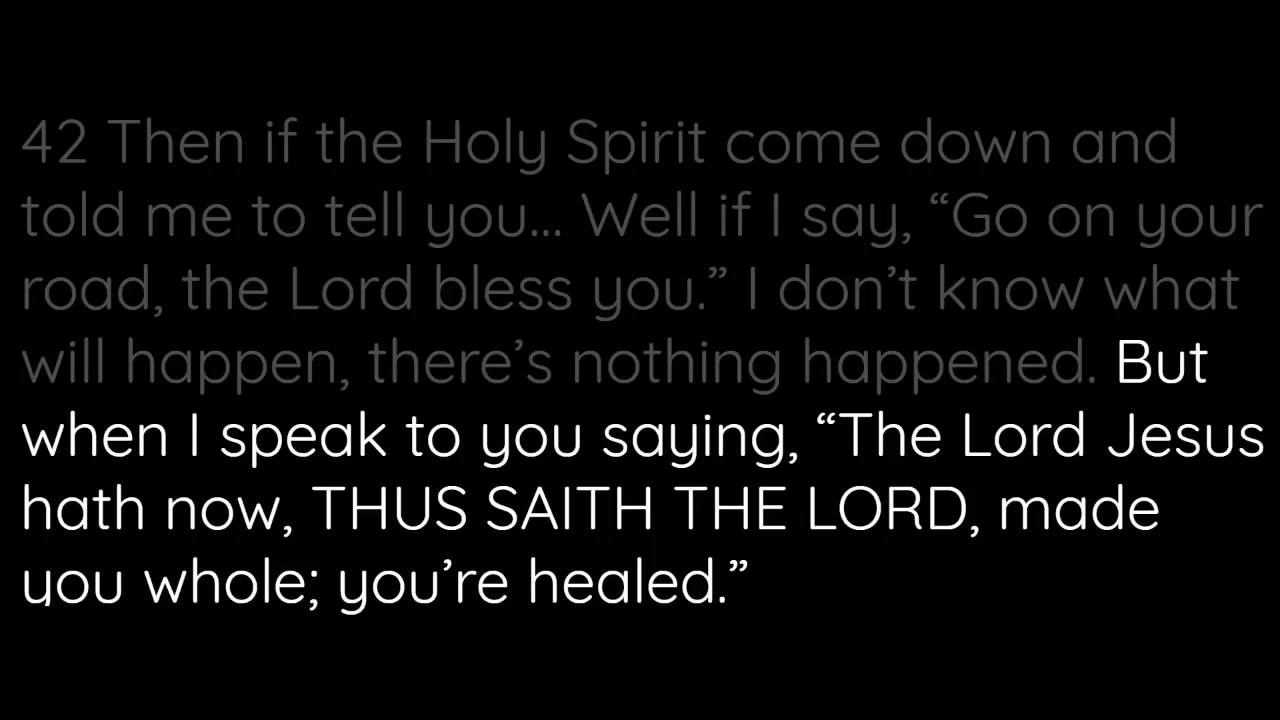 42 Then if the Holy Spirit come down and
told me to tell you... Well if I say, “Go on your
road, the Lord bless you.” I don’t know what
will happen, there’s nothing happened. But
when I speak to you saying, “The Lord Jesus
hath now, THUS SAITH THE LORD, made
you whole; you’re healed.”